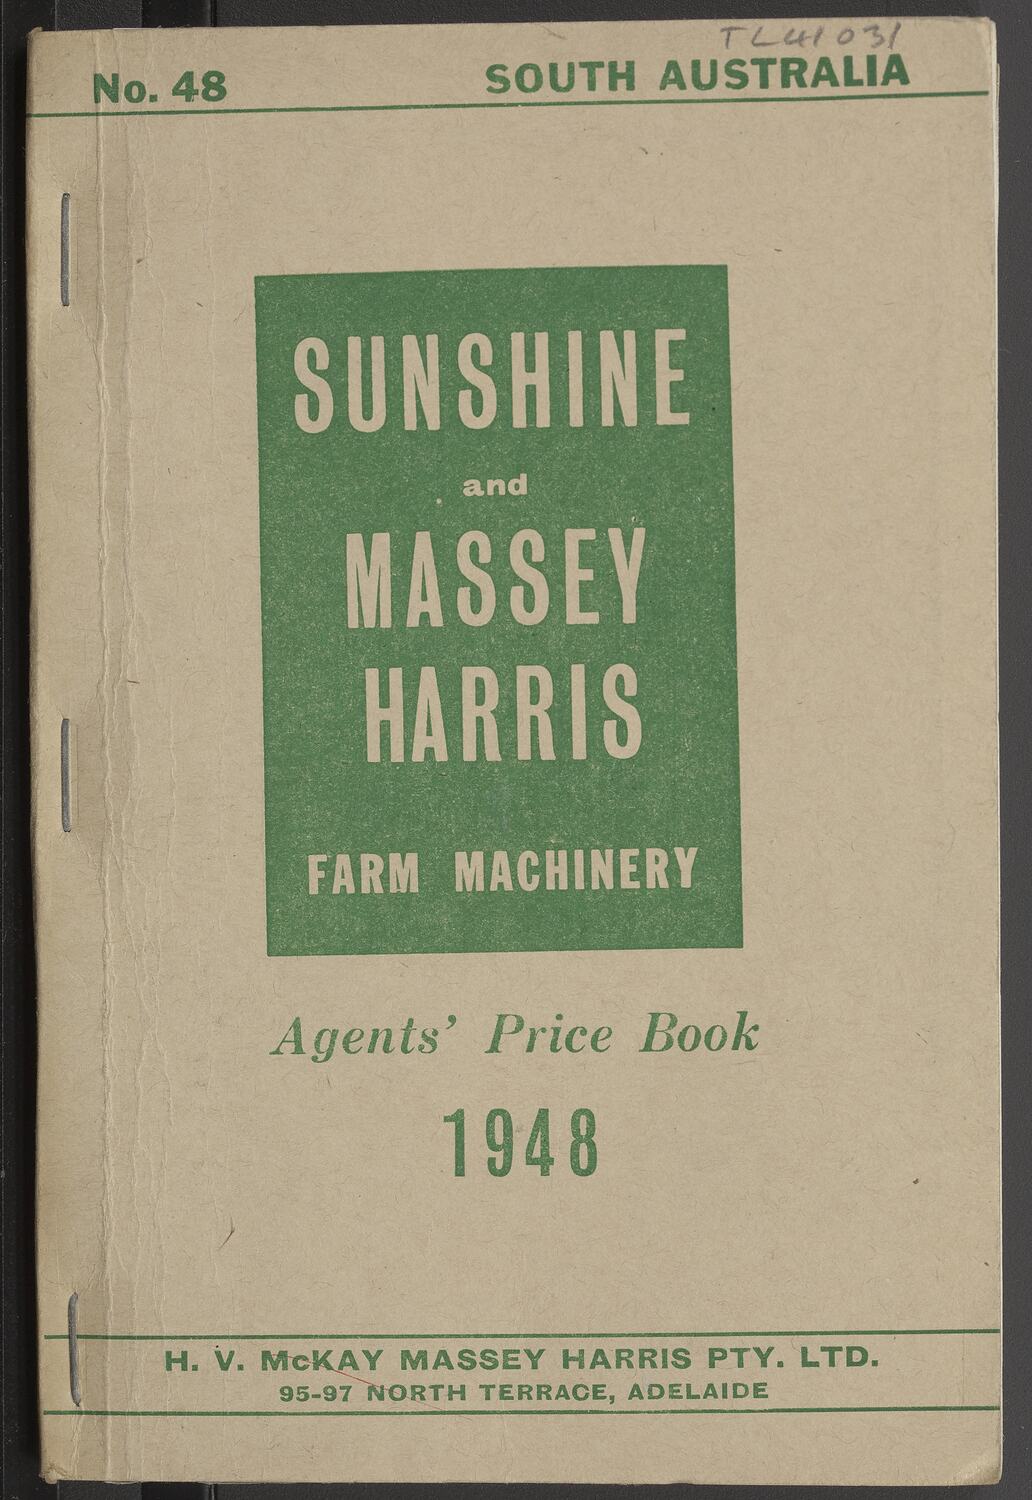 TL41031
No. 48
SOUTH AUSTRALIA
SUNSHINE
and
MASSEY
HARRIS
FARM MACHINERY
Agents' Price Book
1948
H. V. McKAY MASSEY HARRIS PTY. LTD.
95-97 NORTH TERRACE, ADELAIDE